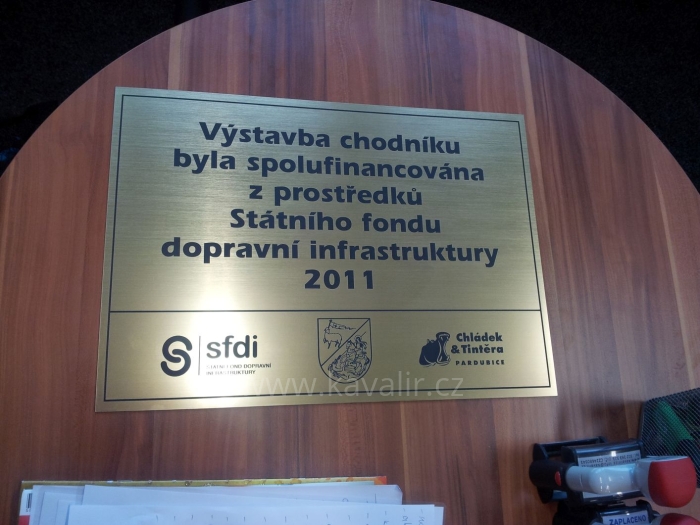 Výstavba chodníku
byla spolufinancována
z prostředků
Státního fondu
dopravní infrastruktury
2011
sfdi
STÁTNÍ FOND DOPRAVNÍ
INFRASTRUKTURY
Chládek
& Tintěra
PARDUBICE
www.kavalir.cz
ZAPLACENO